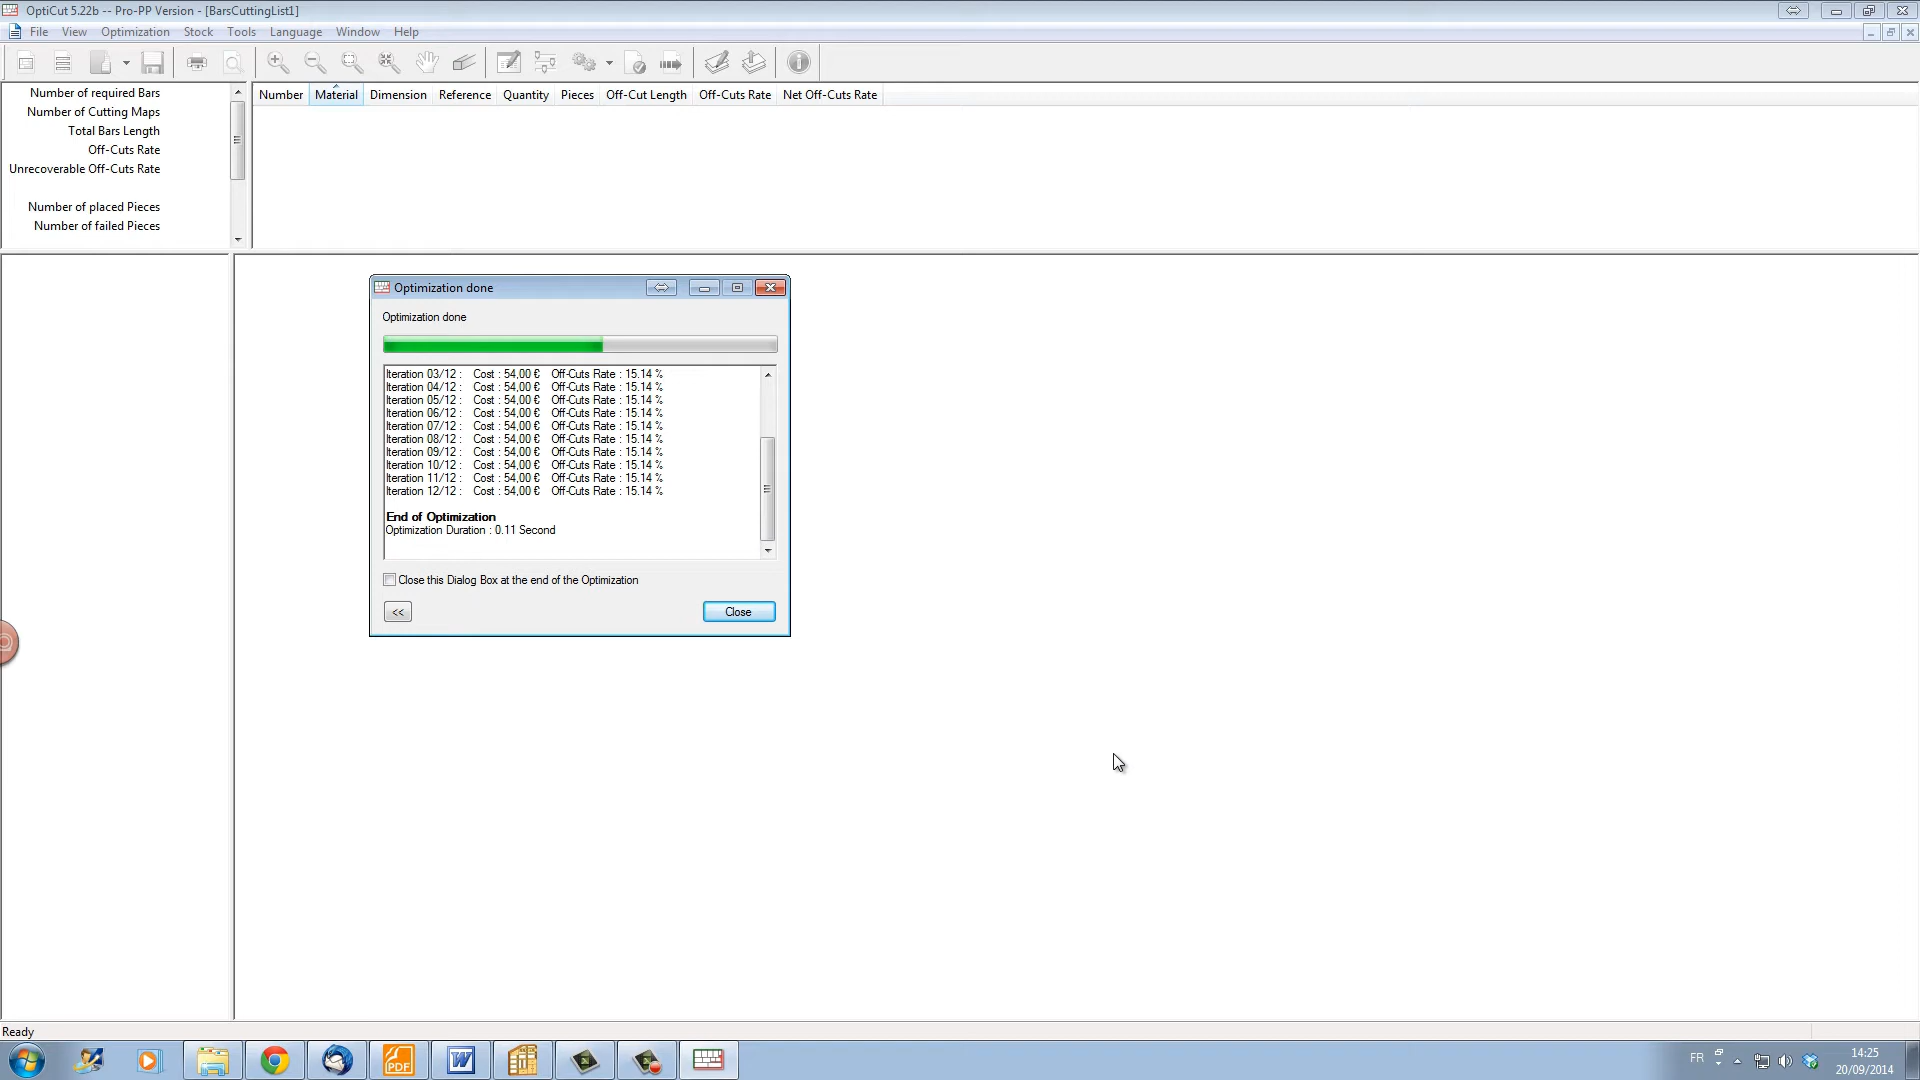 OptiCut 5.22b -- Pro-PP Version - [BarsCuttingList1]
File View Optimization Stock Tools Language Window Help
Number of required Bars
Number of Cutting Maps
Total Bars Length
Off-Cuts Rate
Unrecoverable Off-Cuts Rate
Number of placed Pieces
Number of failed Pieces
Number Material Dimension Reference Quantity Pieces Off-Cut Length Off-Cuts Rate Net Off-Cuts Rate
Optimization done
Optimization done
Iteration 03/12 : Cost : 54,00 € Off-Cuts Rate : 15.14 %
Iteration 04/12 : Cost : 54,00 € Off-Cuts Rate : 15.14 %
Iteration 05/12 : Cost : 54,00 € Off-Cuts Rate : 15.14 %
Iteration 06/12 : Cost : 54,00 € Off-Cuts Rate : 15.14 %
Iteration 07/12 : Cost : 54,00 € Off-Cuts Rate : 15.14 %
Iteration 08/12 : Cost : 54,00 € Off-Cuts Rate : 15.14 %
Iteration 09/12 : Cost : 54,00 € Off-Cuts Rate : 15.14 %
Iteration 10/12 : Cost : 54,00 € Off-Cuts Rate : 15.14 %
Iteration 11/12 : Cost : 54,00 € Off-Cuts Rate : 15.14 %
Iteration 12/12 : Cost : 54,00 € Off-Cuts Rate : 15.14 %
End of Optimization
Optimization Duration : 0.11 Second
Close this Dialog Box at the end of the Optimization
<< Close
Ready
PDF
W
FR
14:25
20/09/2014